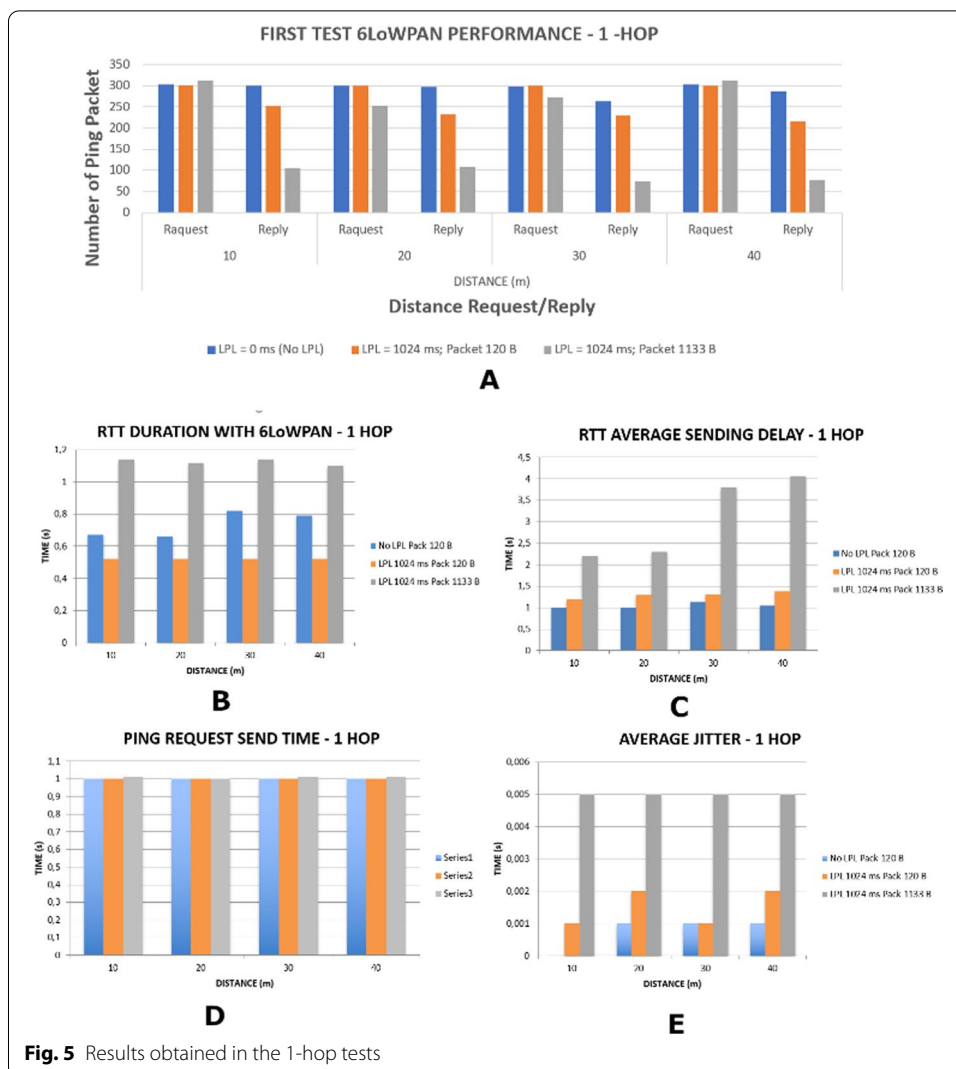 FIRST TEST 6LoWPAN PERFORMANCE - 1 -HOP
Number of Ping Packet
350
300
250
200
150
100
50
0
Raquest Reply Raquest Reply Raquest Reply Raquest Reply
10 20 30 40
DISTANCE (m)
Distance Request/Reply
LPL = 0 ms (No LPL) LPL = 1024 ms; Packet 120 B LPL = 1024 ms; Packet 1133 B
A
RTT DURATION WITH 6LoWPAN - 1 HOP
TIME (s)
1,2
1
0,8
0,6
0,4
0,2
0
10 20 30 40
DISTANCE (m)
No LPL Pack 120 B
LPL 1024 ms Pack 120 B
LPL 1024 ms Pack 1133 B
B
RTT AVERAGE SENDING DELAY - 1 HOP
TIME (s)
4,5
4
3,5
3
2,5
2
1,5
1
0,5
0
10 20 30 40
DISTANCE (m)
No LPL Pack 120 B
LPL 1024 ms Pack 120 B
LPL 1024 ms Pack 1133 B
C
PING REQUEST SEND TIME - 1 HOP
TIME (s)
1,1
1
0,9
0,8
0,7
0,6
0,5
0,4
0,3
0,2
0,1
0
10 20 30 40
DISTANCE (m)
Series1
Series2
Series3
D
AVERAGE JITTER - 1 HOP
TIME (s)
0,006
0,005
0,004
0,003
0,002
0,001
0
10 20 30 40
DISTANCE (m)
No LPL Pack 120 B
LPL 1024 ms Pack 120 B
LPL 1024 ms Pack 1133 B
E
Fig. 5 Results obtained in the 1-hop tests